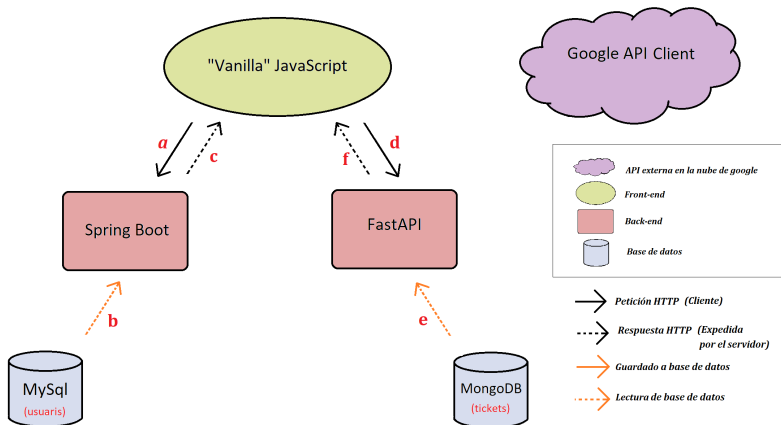 "Vanilla" JavaScript
Google API Client
a
c
f
d
Spring Boot
FastAPI
b
e
MySql
(usuaris)
MongoDB
(tickets)
API externa en la nube de google
Front-end
Back-end
Base de datos
Petición HTTP (Cliente)
Respuesta HTTP (Expedida
por el servidor)
Guardado a base de datos
Lectura de base de datos